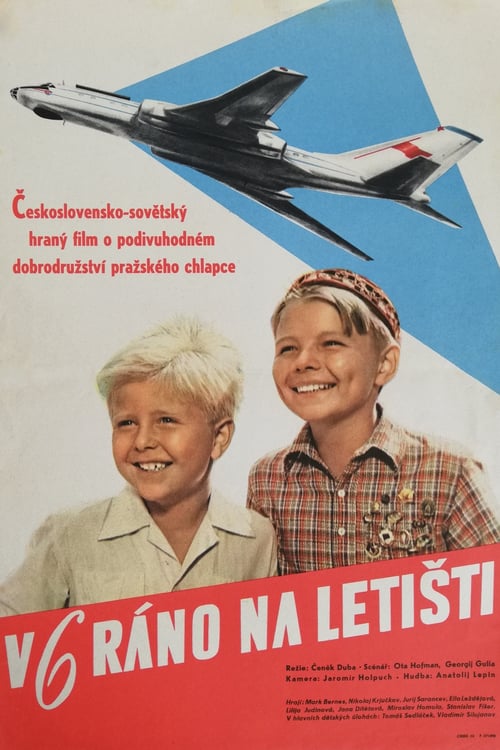 Československo-sovětský
hraný film o podivuhodném
dobrodružství pražského chlapce
V 6 RÁNO NA LETIŠTI
Režie: Čeněk Duba - Scénář: Ota Hofman, Georgij Gulia
Kamera: Jaromír Holpuch - Hudba: Anatolij Lepin
Hrají: Mark Bernes, Nikolaj Krjučkov, Jurij Sarancev, Ella Leždějová,
Lilija Judinová, Jana Dítětová, Miroslav Homola, Stanislav Fišer.
V hlavních dětských úlohách: Tomáš Sedláček, Vladimír Silujanov